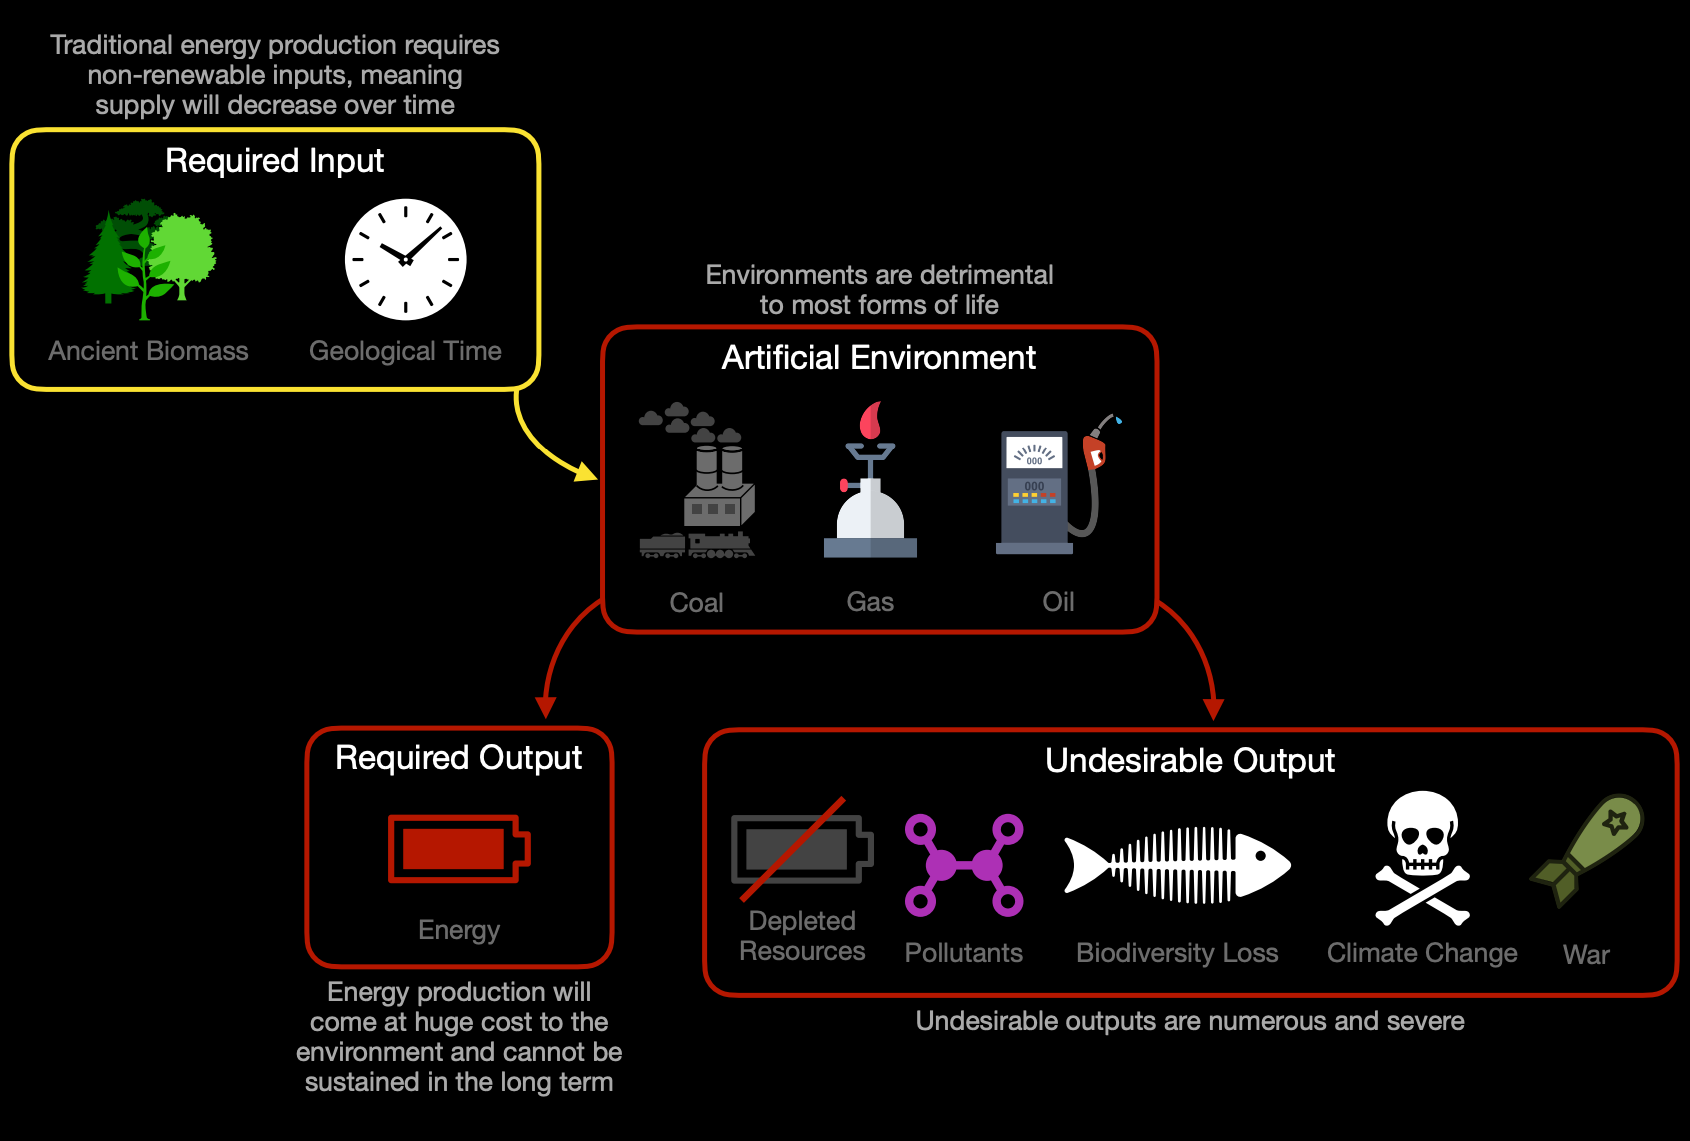 Traditional energy production requires
non-renewable inputs, meaning
supply will decrease over time
Required Input
Ancient Biomass
Geological Time
Environments are detrimental
to most forms of life
Artificial Environment
000
000
Coal
Gas
Oil
Required Output
Energy
Energy production will
come at huge cost to the
environment and cannot be
sustained in the long term
Undesirable Output
Depleted
Resources
Pollutants
Biodiversity Loss
Climate Change
War
Undesirable outputs are numerous and severe